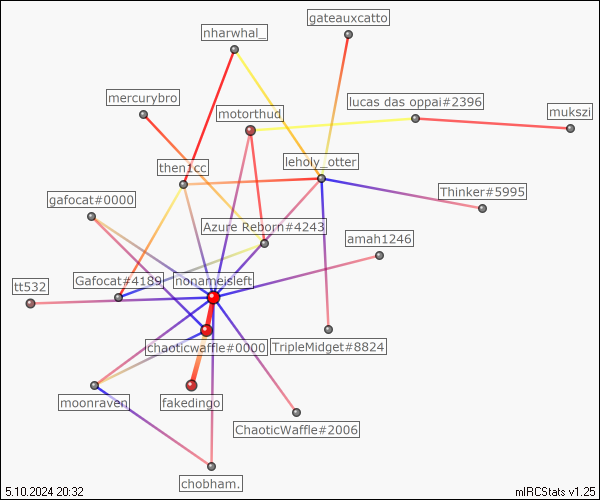 gateauxcatto
nharwhal_
mercurybro
lucas das oppai#2396
motorthud
mukszi
then1cc
leholy_otter
gafocat#0000
Thinker#5995
Azure Reborn#4243
amah1246
Gafocat#4189
nonameisleft
tt532
chaoticwaffle#0000
TripleMidget#8824
moonraven
fakedingo
ChaoticWaffle#2006
chobham.
5.10.2024 20:32
mIRCStats v1.25